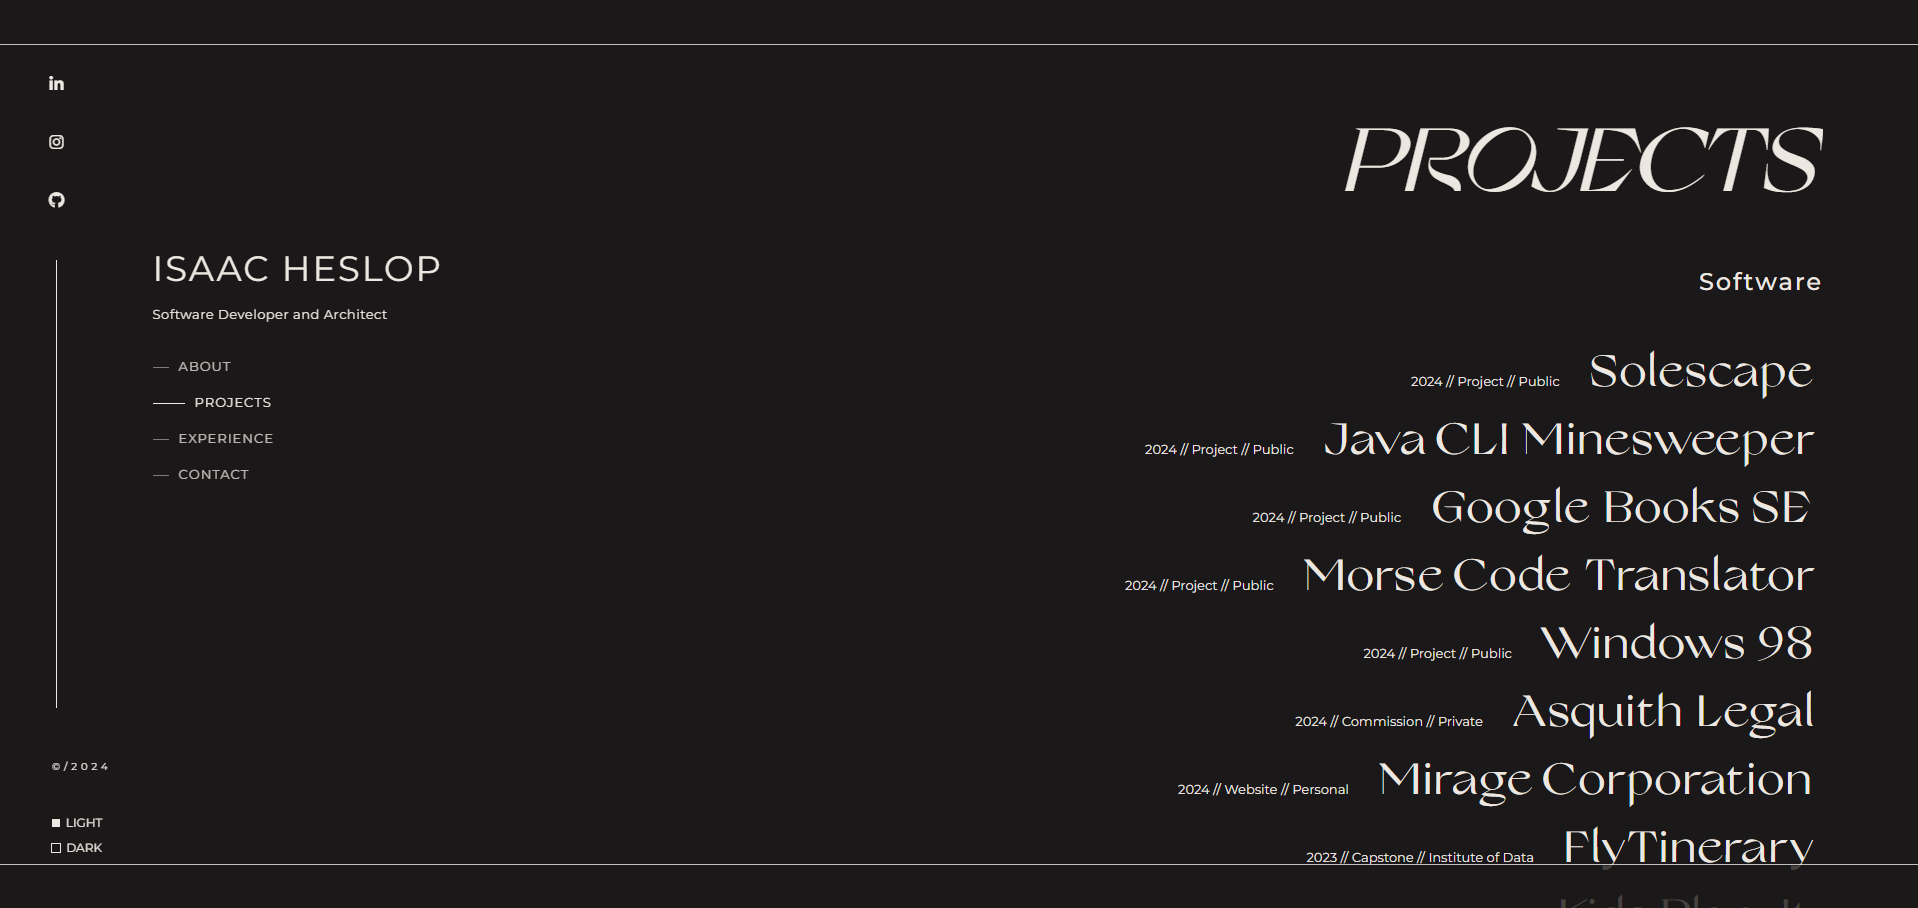 PROJECTS
ISAAC HESLOP
Software Developer and Architect
— ABOUT
— PROJECTS
— EXPERIENCE
— CONTACT
©/2024
LIGHT
DARK
Software
2024 // Project // Public Solescape
2024 // Project // Public Java CLI Minesweeper
2024 // Project // Public Google Books SE
2024 // Project // Public Morse Code Translator
2024 // Project // Public Windows 98
2024 // Commission // Private Asquith Legal
2024 // Website // Personal Mirage Corporation
2023 // Capstone // Institute of Data FlyTinerary